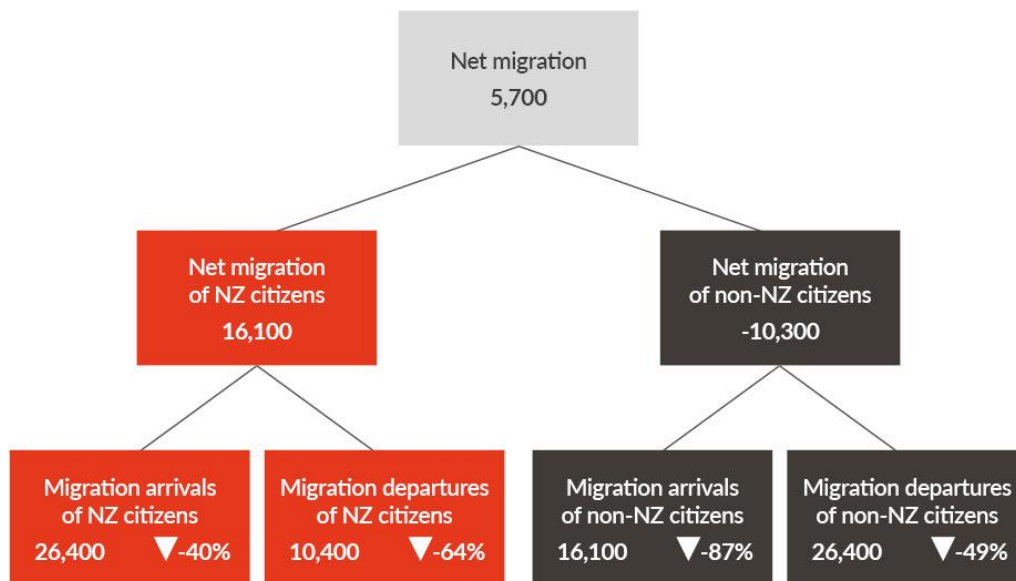 Net migration
5,700
Net migration
of NZ citizens
16,100
Net migration
of non-NZ citizens
-10,300
Migration arrivals
of NZ citizens
26,400 ▼-40%
Migration departures
of NZ citizens
10,400 ▼-64%
Migration arrivals
of non-NZ citizens
16,100 ▼-87%
Migration departures
of non-NZ citizens
26,400 ▼-49%